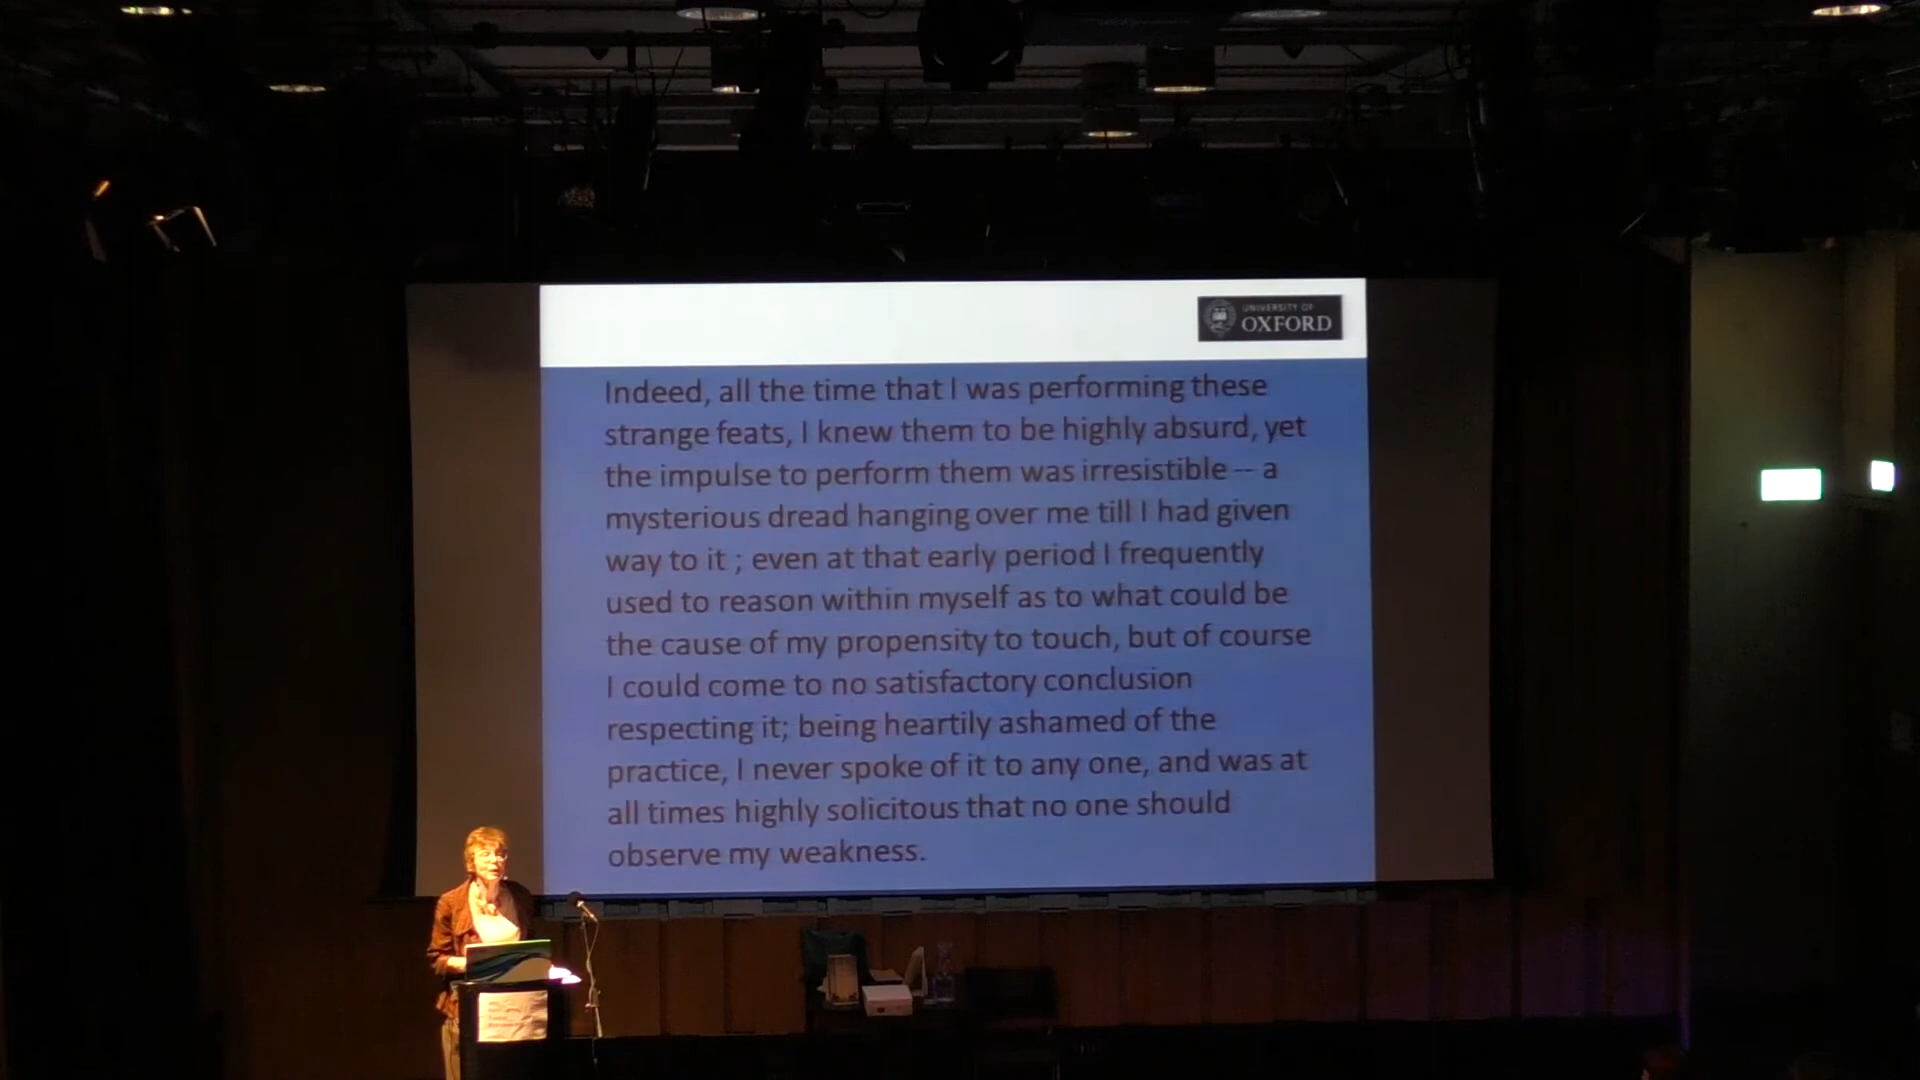 UNIVERSITY OF
OXFORD
Indeed, all the time that I was performing these
strange feats, I knew them to be highly absurd, yet
the impulse to perform them was irresistible -- a
mysterious dread hanging over me till I had given
way to it ; even at that early period I frequently
used to reason within myself as to what could be
the cause of my propensity to touch, but of course
I could come to no satisfactory conclusion
respecting it; being heartily ashamed of the
practice, I never spoke of it to any one, and was at
all times highly solicitous that no one should
observe my weakness.